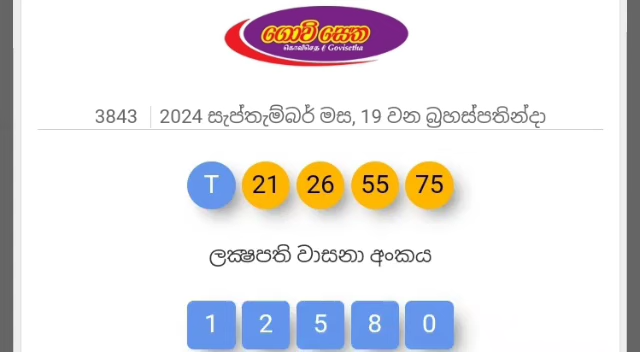 ගොවි සෙත
கொவிசெத / Govisetha
3843 2024 සැප්තැම්බර් මස, 19 වන බ්‍රහස්පතින්දා
T 21 26 55 75
ලක්‍ෂපති වාසනා අංකය
1 2 5 8 0